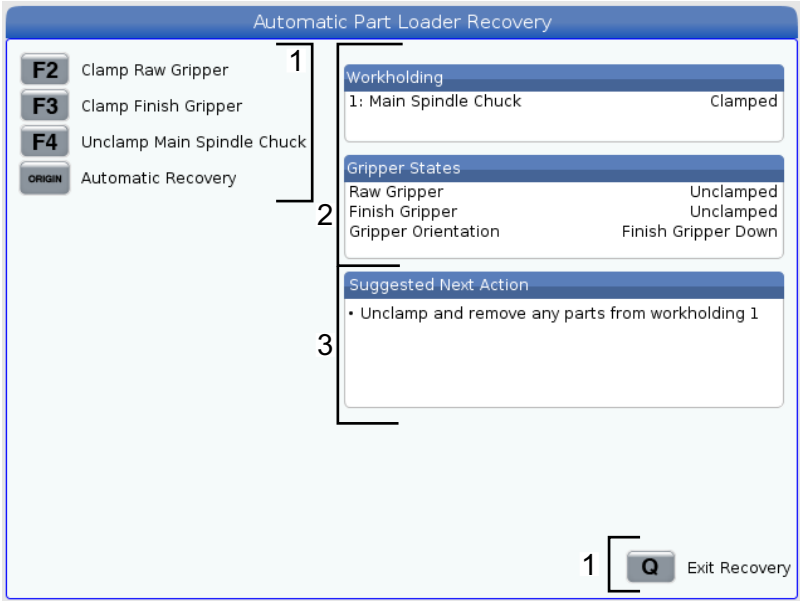 Automatic Part Loader Recovery
F2 Clamp Raw Gripper
F3 Clamp Finish Gripper
F4 Unclamp Main Spindle Chuck
ORIGIN Automatic Recovery
1
2
Workholding
1: Main Spindle Chuck Clamped
Gripper States
Raw Gripper Unclamped
Finish Gripper Unclamped
Gripper Orientation Finish Gripper Down
3
Suggested Next Action
• Unclamp and remove any parts from workholding 1
1
Q Exit Recovery